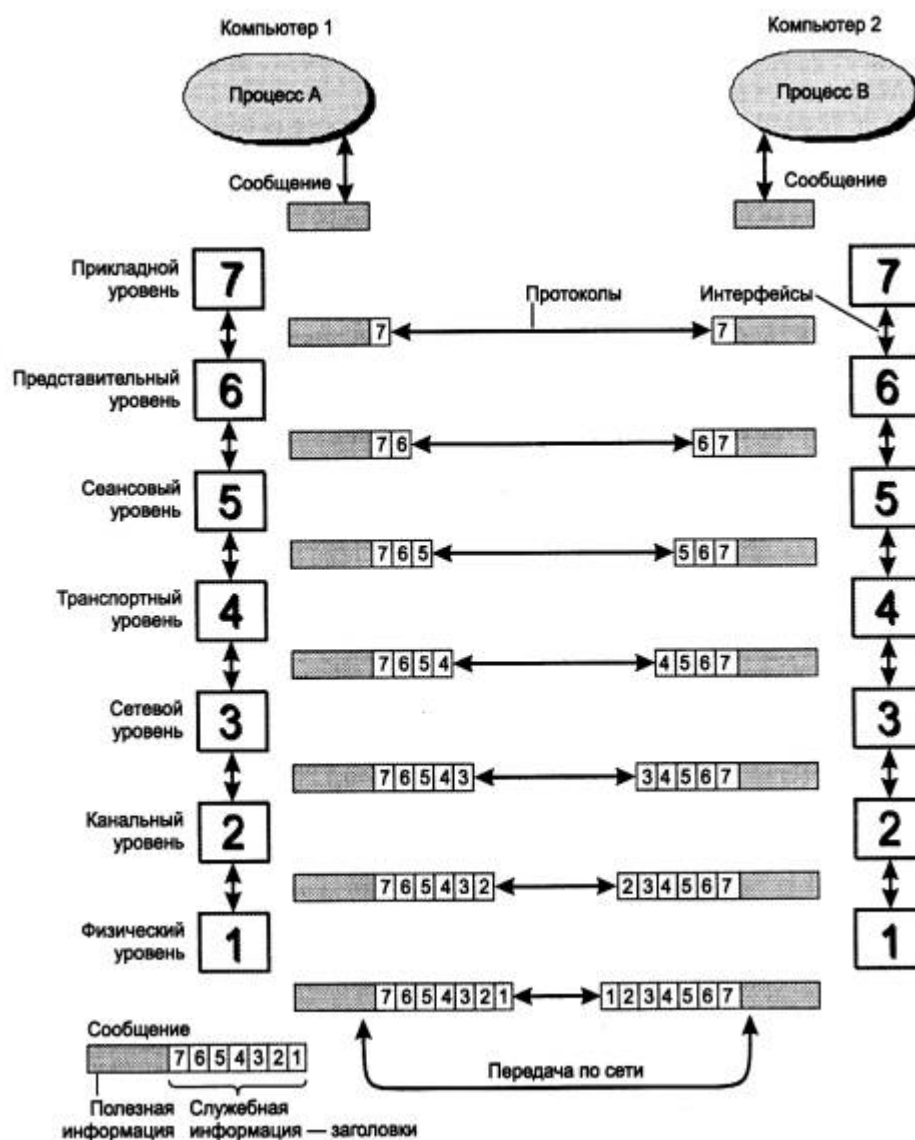 Компьютер 1
Компьютер 2
Процесс А
Процесс В
Сообщение
Сообщение
Прикладной
уровень
7
Протоколы
Интерфейсы
7
7
7
Представительный
уровень
6
6
7 6
6 7
Сеансовый
уровень
5
5
7 6 5
5 6 7
Транспортный
уровень
4
4
7 6 5 4
4 5 6 7
Сетевой
уровень
3
3
7 6 5 4 3
3 4 5 6 7
Канальный
уровень
2
2
7 6 5 4 3 2
2 3 4 5 6 7
Физический
уровень
1
1
7 6 5 4 3 2 1
1 2 3 4 5 6 7
Сообщение
7 6 5 4 3 2 1
Передача по сети
Полезная
информация
Служебная
информация — заголовки